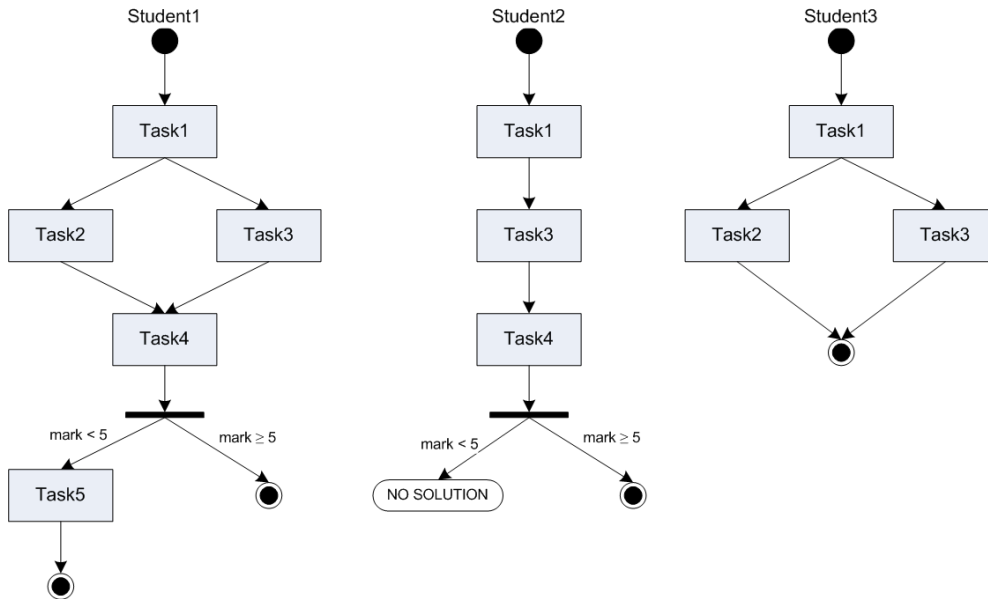 Student1
Task1
Task2
Task3
Task4
mark < 5
mark ≥ 5
Task5
Student2
Task1
Task3
Task4
mark < 5
mark ≥ 5
NO SOLUTION
Student3
Task1
Task2
Task3